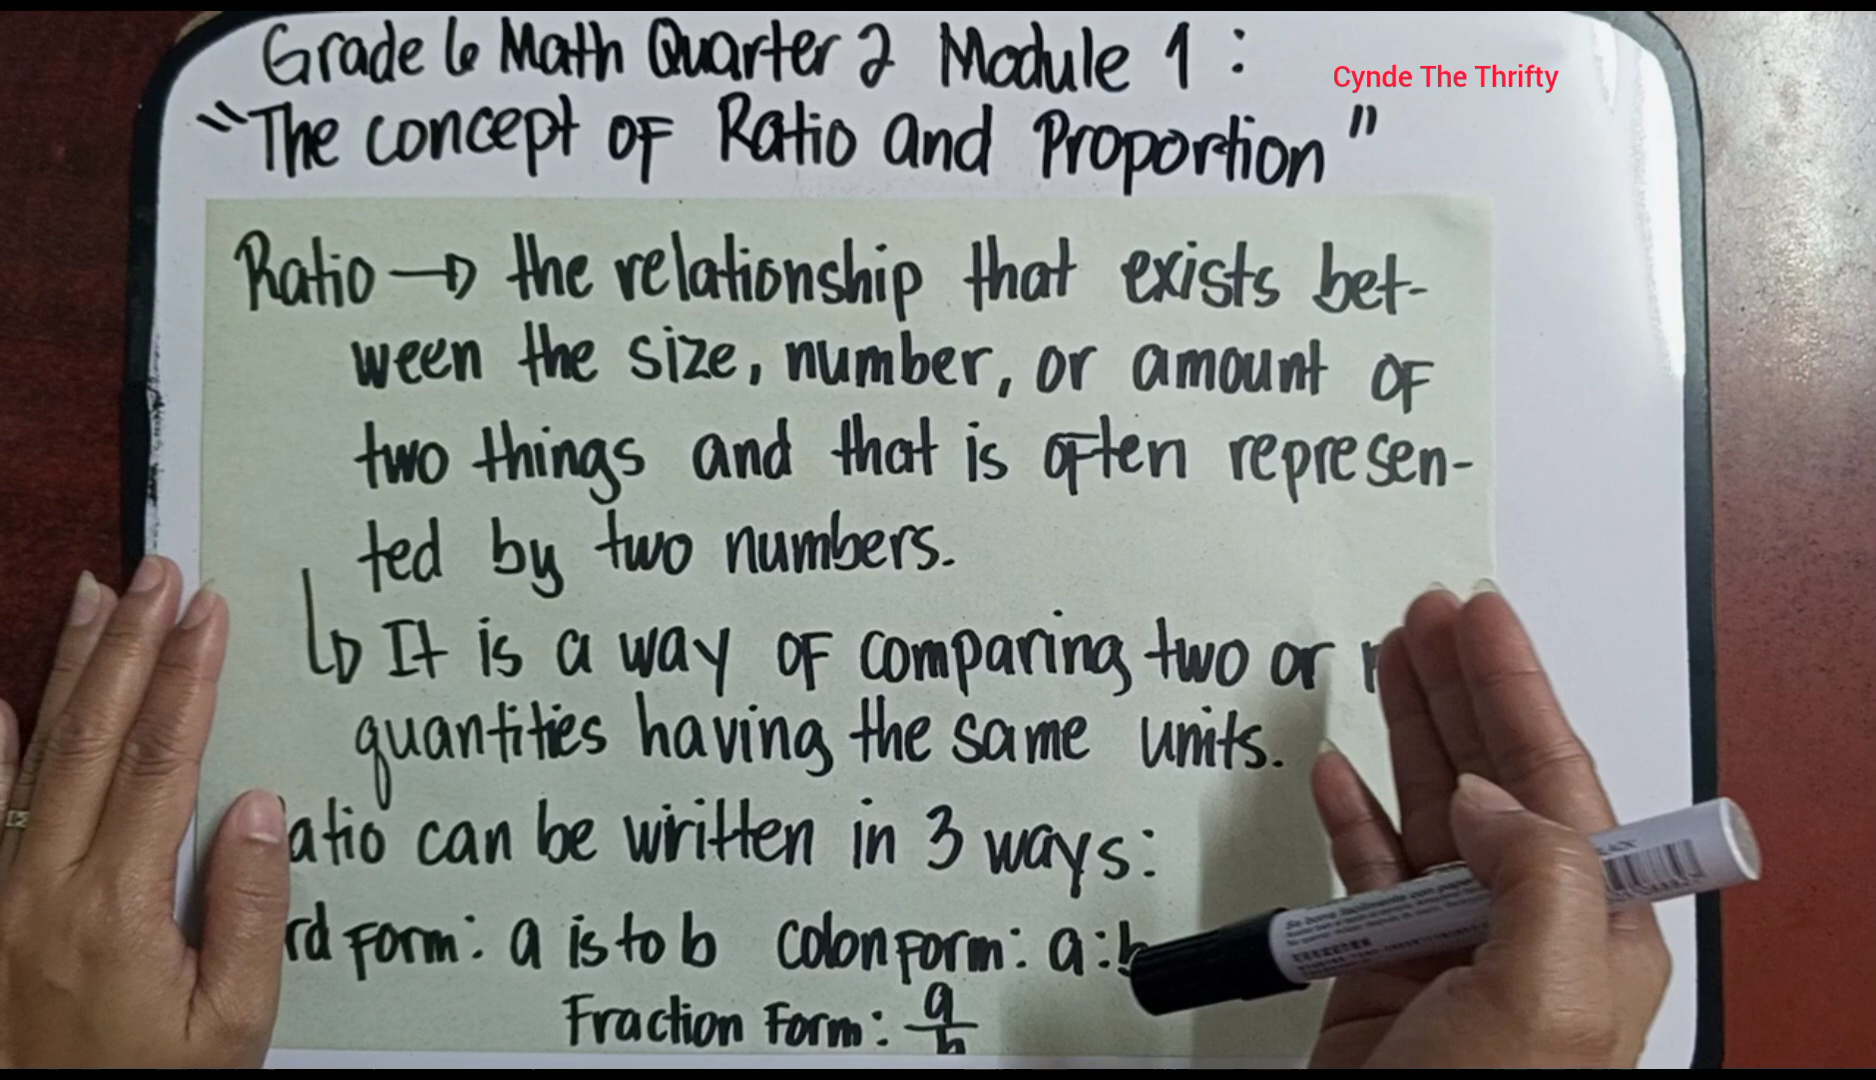 Grade 6 Math Quarter 2 Module 1:
Cynde The Thrifty
"The concept of Ratio and Proportion"
Ratio → the relationship that exists bet-
ween the size, number, or amount of
two things and that is often represen-
ted by two numbers.
↳ It is a way of comparing two or
quantities having the same units.
atio can be written in 3 ways:
rd form: a is to b colon form: a:b
Fraction Form: a/b